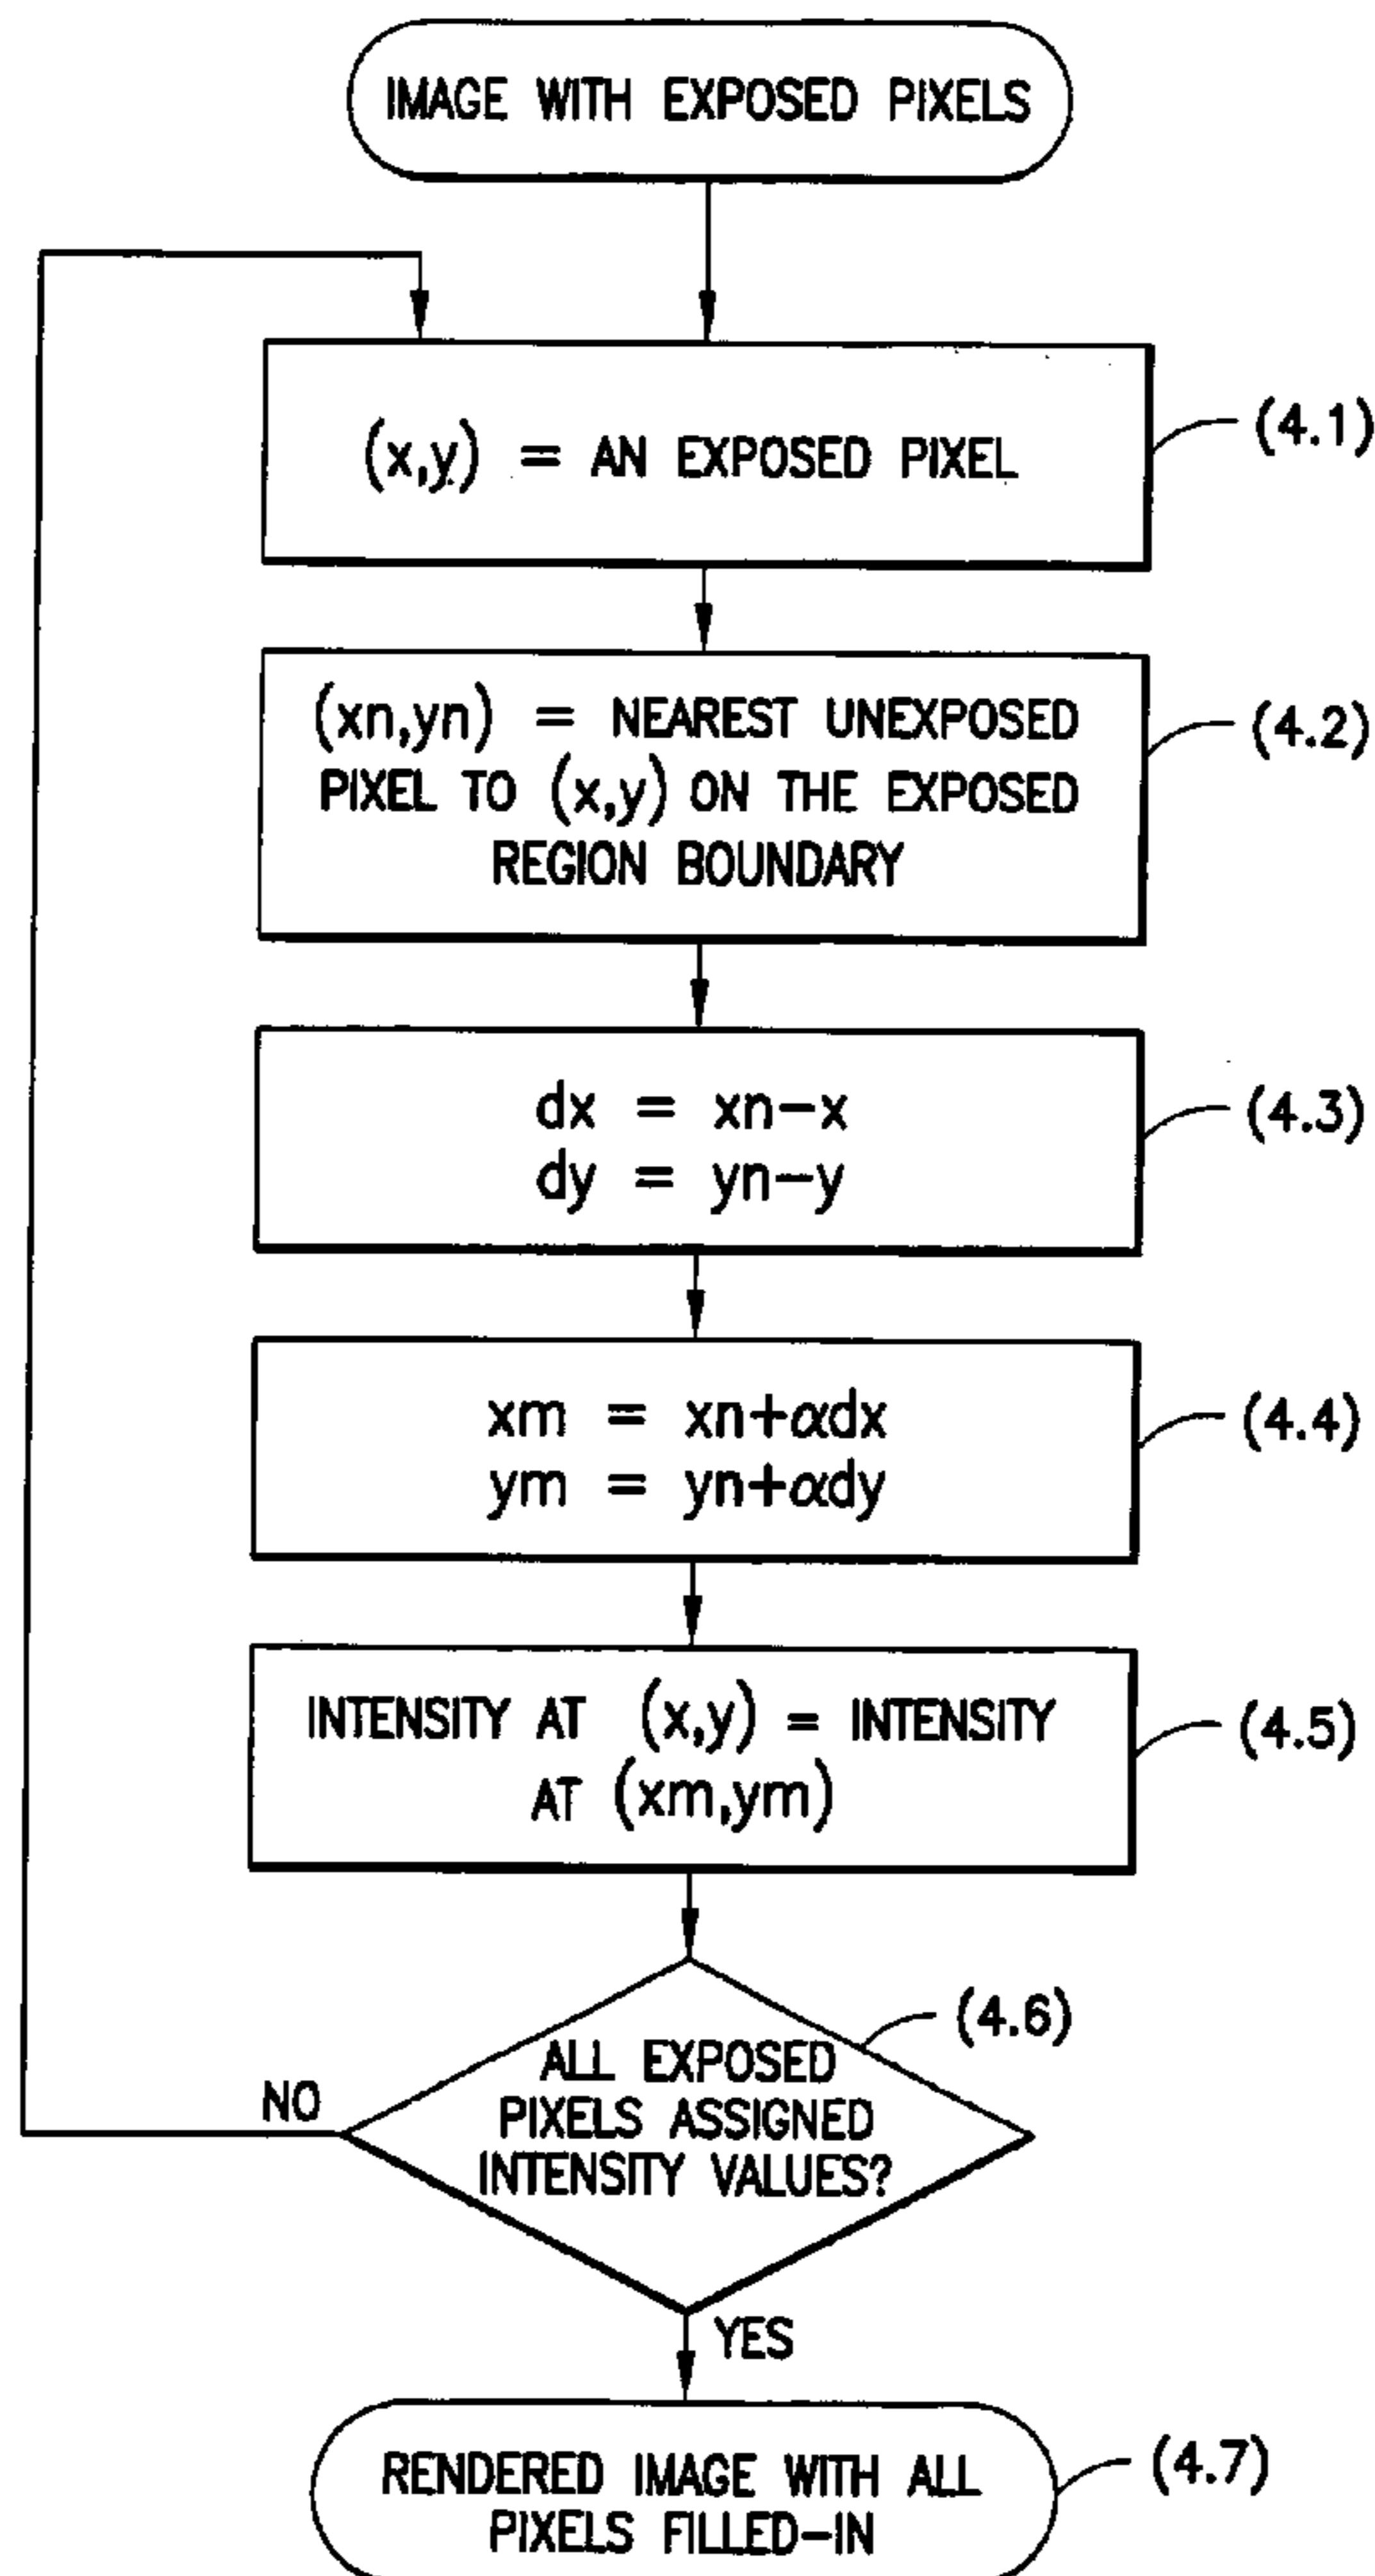 IMAGE WITH EXPOSED PIXELS
(x,y) = AN EXPOSED PIXEL
(4.1)
(xn,yn) = NEAREST UNEXPOSED
PIXEL TO (x,y) ON THE EXPOSED
REGION BOUNDARY
(4.2)
dx = xn-x
dy = yn-y
(4.3)
xm = xn+αdx
ym = yn+αdy
(4.4)
INTENSITY AT (x,y) = INTENSITY
AT (xm,ym)
(4.5)
ALL EXPOSED
PIXELS ASSIGNED
INTENSITY VALUES?
(4.6)
NO
YES
RENDERED IMAGE WITH ALL
PIXELS FILLED-IN
(4.7)